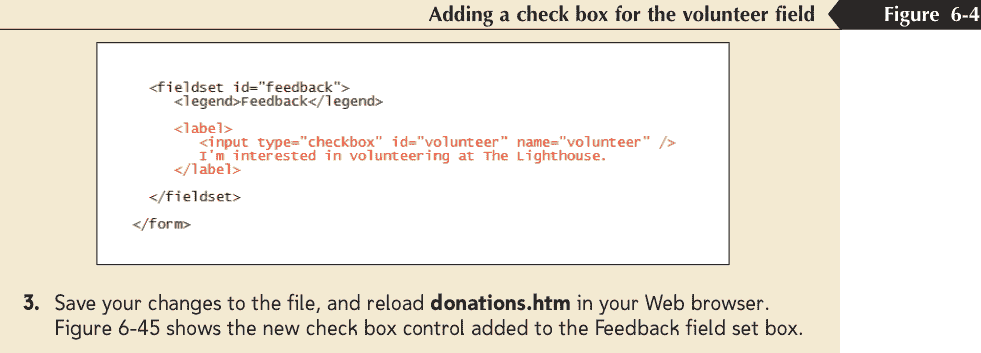 Adding a check box for the volunteer field
Figure 6-4
<fieldset id="feedback">
<legend>Feedback</legend>
<label>
<input type="checkbox" id="volunteer" name="volunteer" />
I'm interested in volunteering at The Lighthouse.
</label>
</fieldset>
</form>
3. Save your changes to the file, and reload donations.htm in your Web browser.
Figure 6-45 shows the new check box control added to the Feedback field set box.